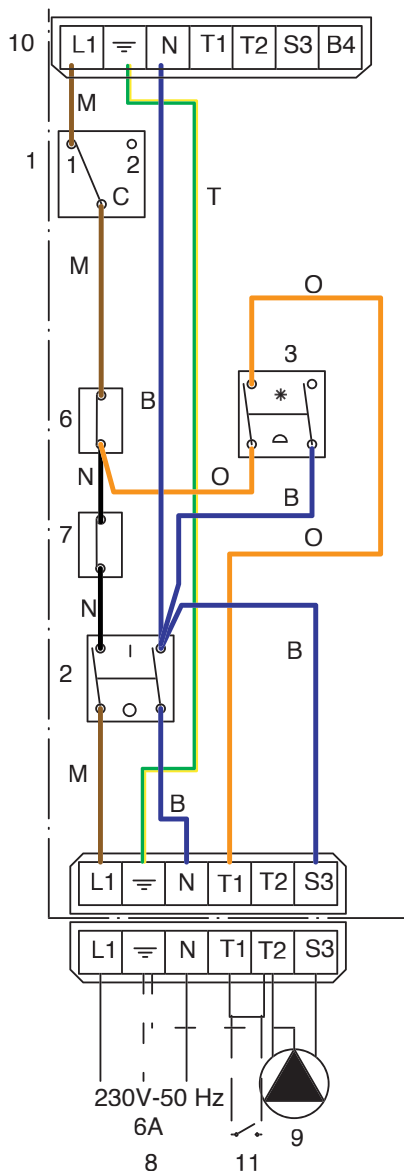 10 L1 N T1 T2 S3 B4
M
1 1 2
T
C
M
O
3
B
6
N O
B
7 O
N
I
2 B
O
M
B
L1 N T1 T2 S3
L1 N T1 T2 S3
230V-50 Hz
6A 9
8 11